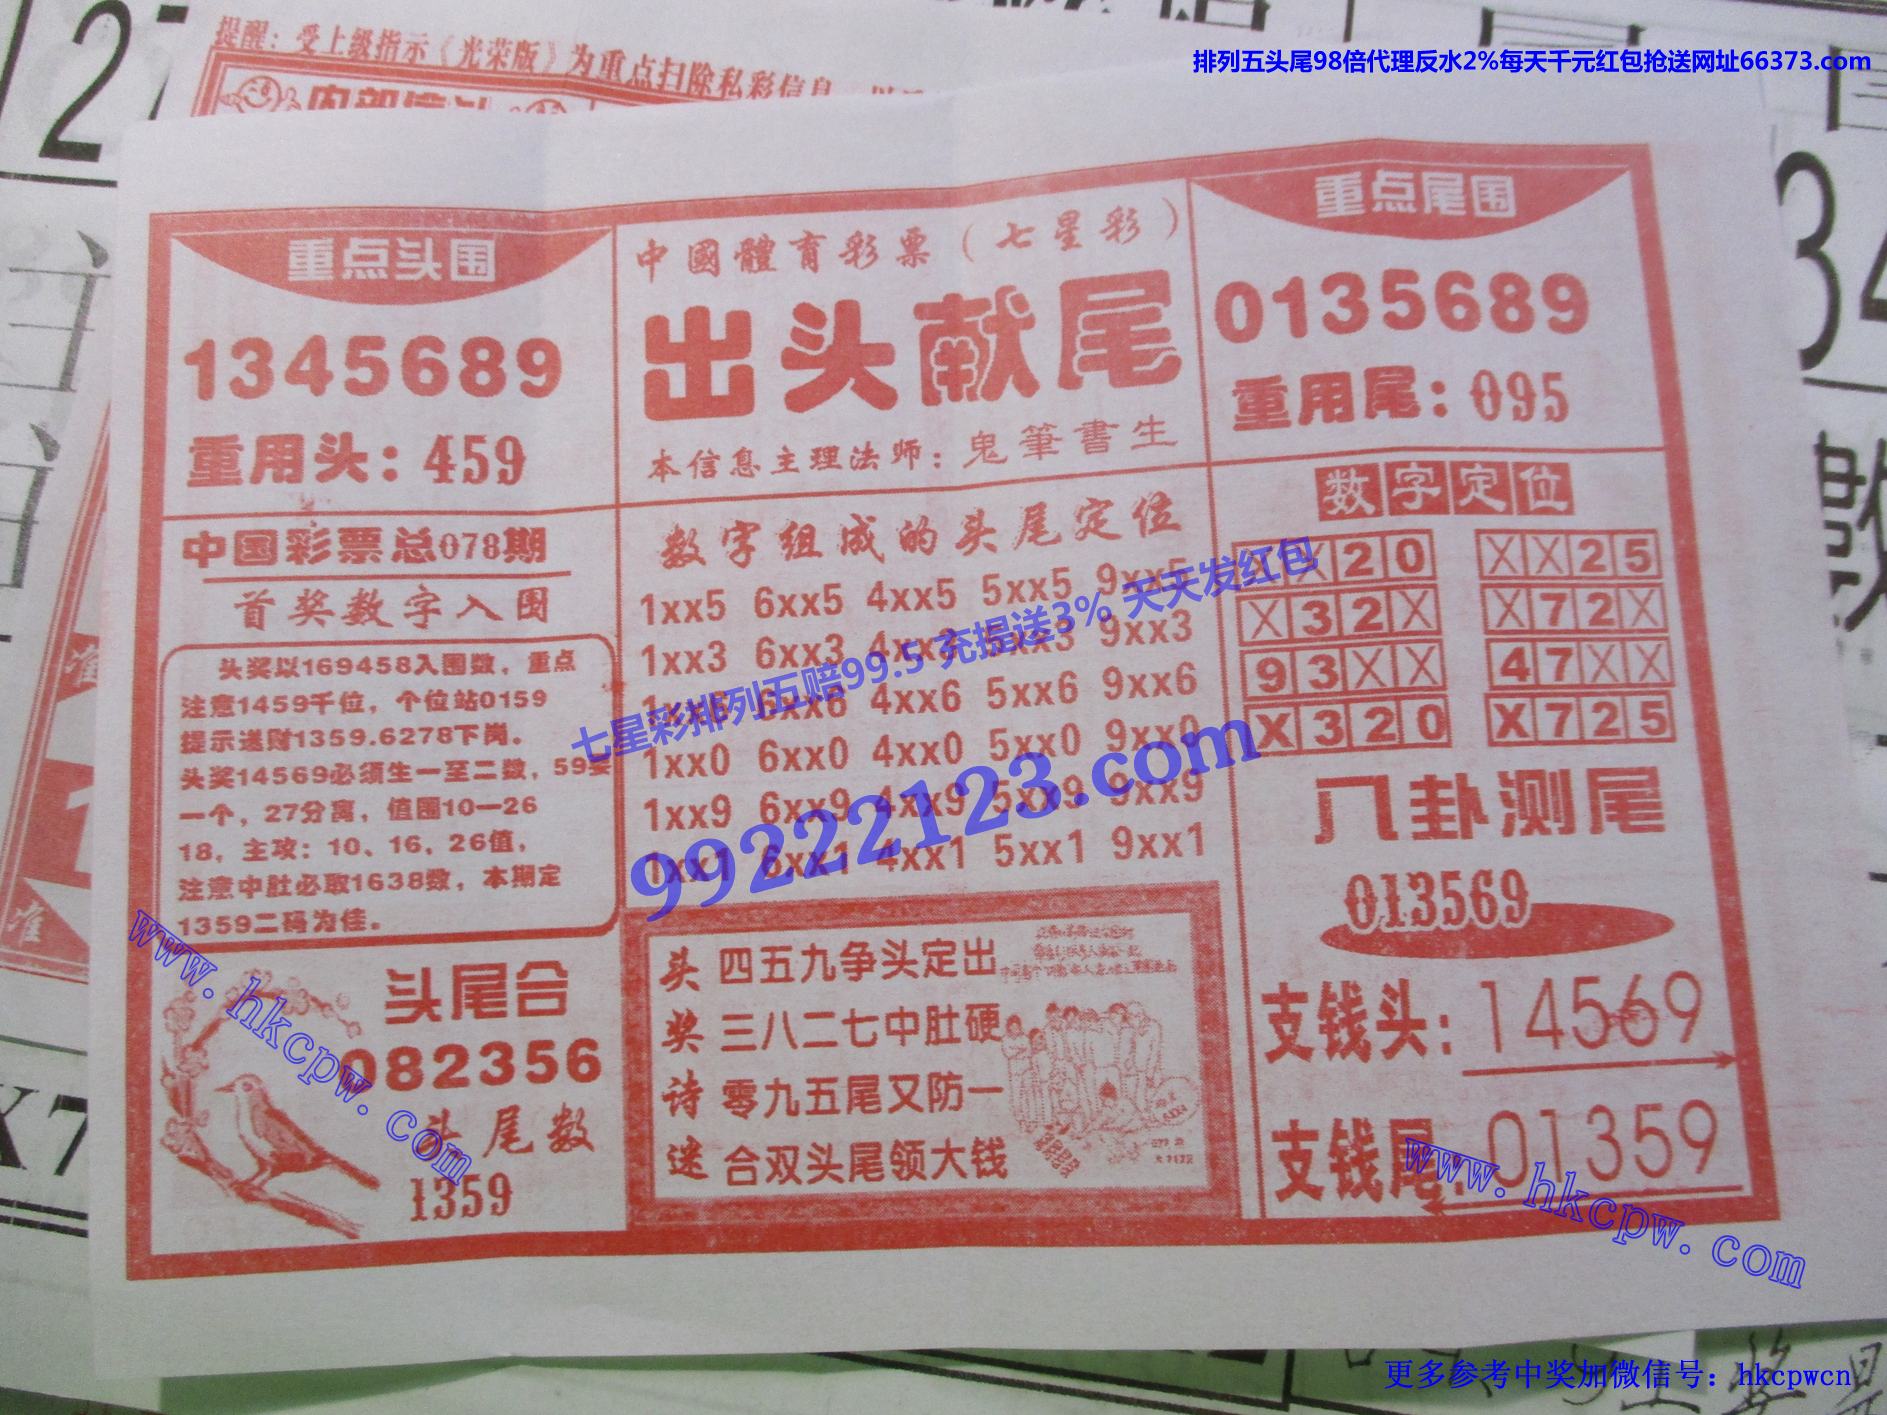 提醒：受上级指示《光荣版》为重点扫除私彩信息
排列五头尾98倍代理反水2%每天千元红包抢送网址66373.com
重点头围
1345689
重用头：459
中國體育彩票（七星彩）
出头献尾
本信息主理法师：鬼筆書生
重点尾围
0135689
重用尾：095
中国彩票总078期
首奖数字入围
头奖以169458入围数，重点
注意1459千位，个位站0159
提示送财1359.6278下岗。
头奖14569必须生一至二数，59要
一个，27分离，值围10—26
18，主攻：10、16、26值，
注意中肚必取1638数，本期定
1359二码为佳。
数字组成的头尾定位
1xx5 6xx5 4xx5 5xx5 9xx5
1xx3 6xx3 4xx3 5xx3 9xx3
1xx6 6xx6 4xx6 5xx6 9xx6
1xx0 6xx0 4xx0 5xx0 9xx0
1xx9 6xx9 4xx9 5xx9 9xx9
1xx1 6xx1 4xx1 5xx1 9xx1
七星彩排列五赔99.5 充提送3% 天天发红包
99222123.com
数字定位
XX20 XX25
X32X X72X
93XX 47XX
X320 X725
八卦测尾
013569
支钱头：14569
支钱尾：01359
头尾合
082356
头尾数
1359
头奖诗迷
四五九争头定出
三八二七中肚硬
零九五尾又防一
合双头尾领大钱
www.hkcpw.com
www.hkcpw.com
更多参考中奖加微信号：hkcpwcn